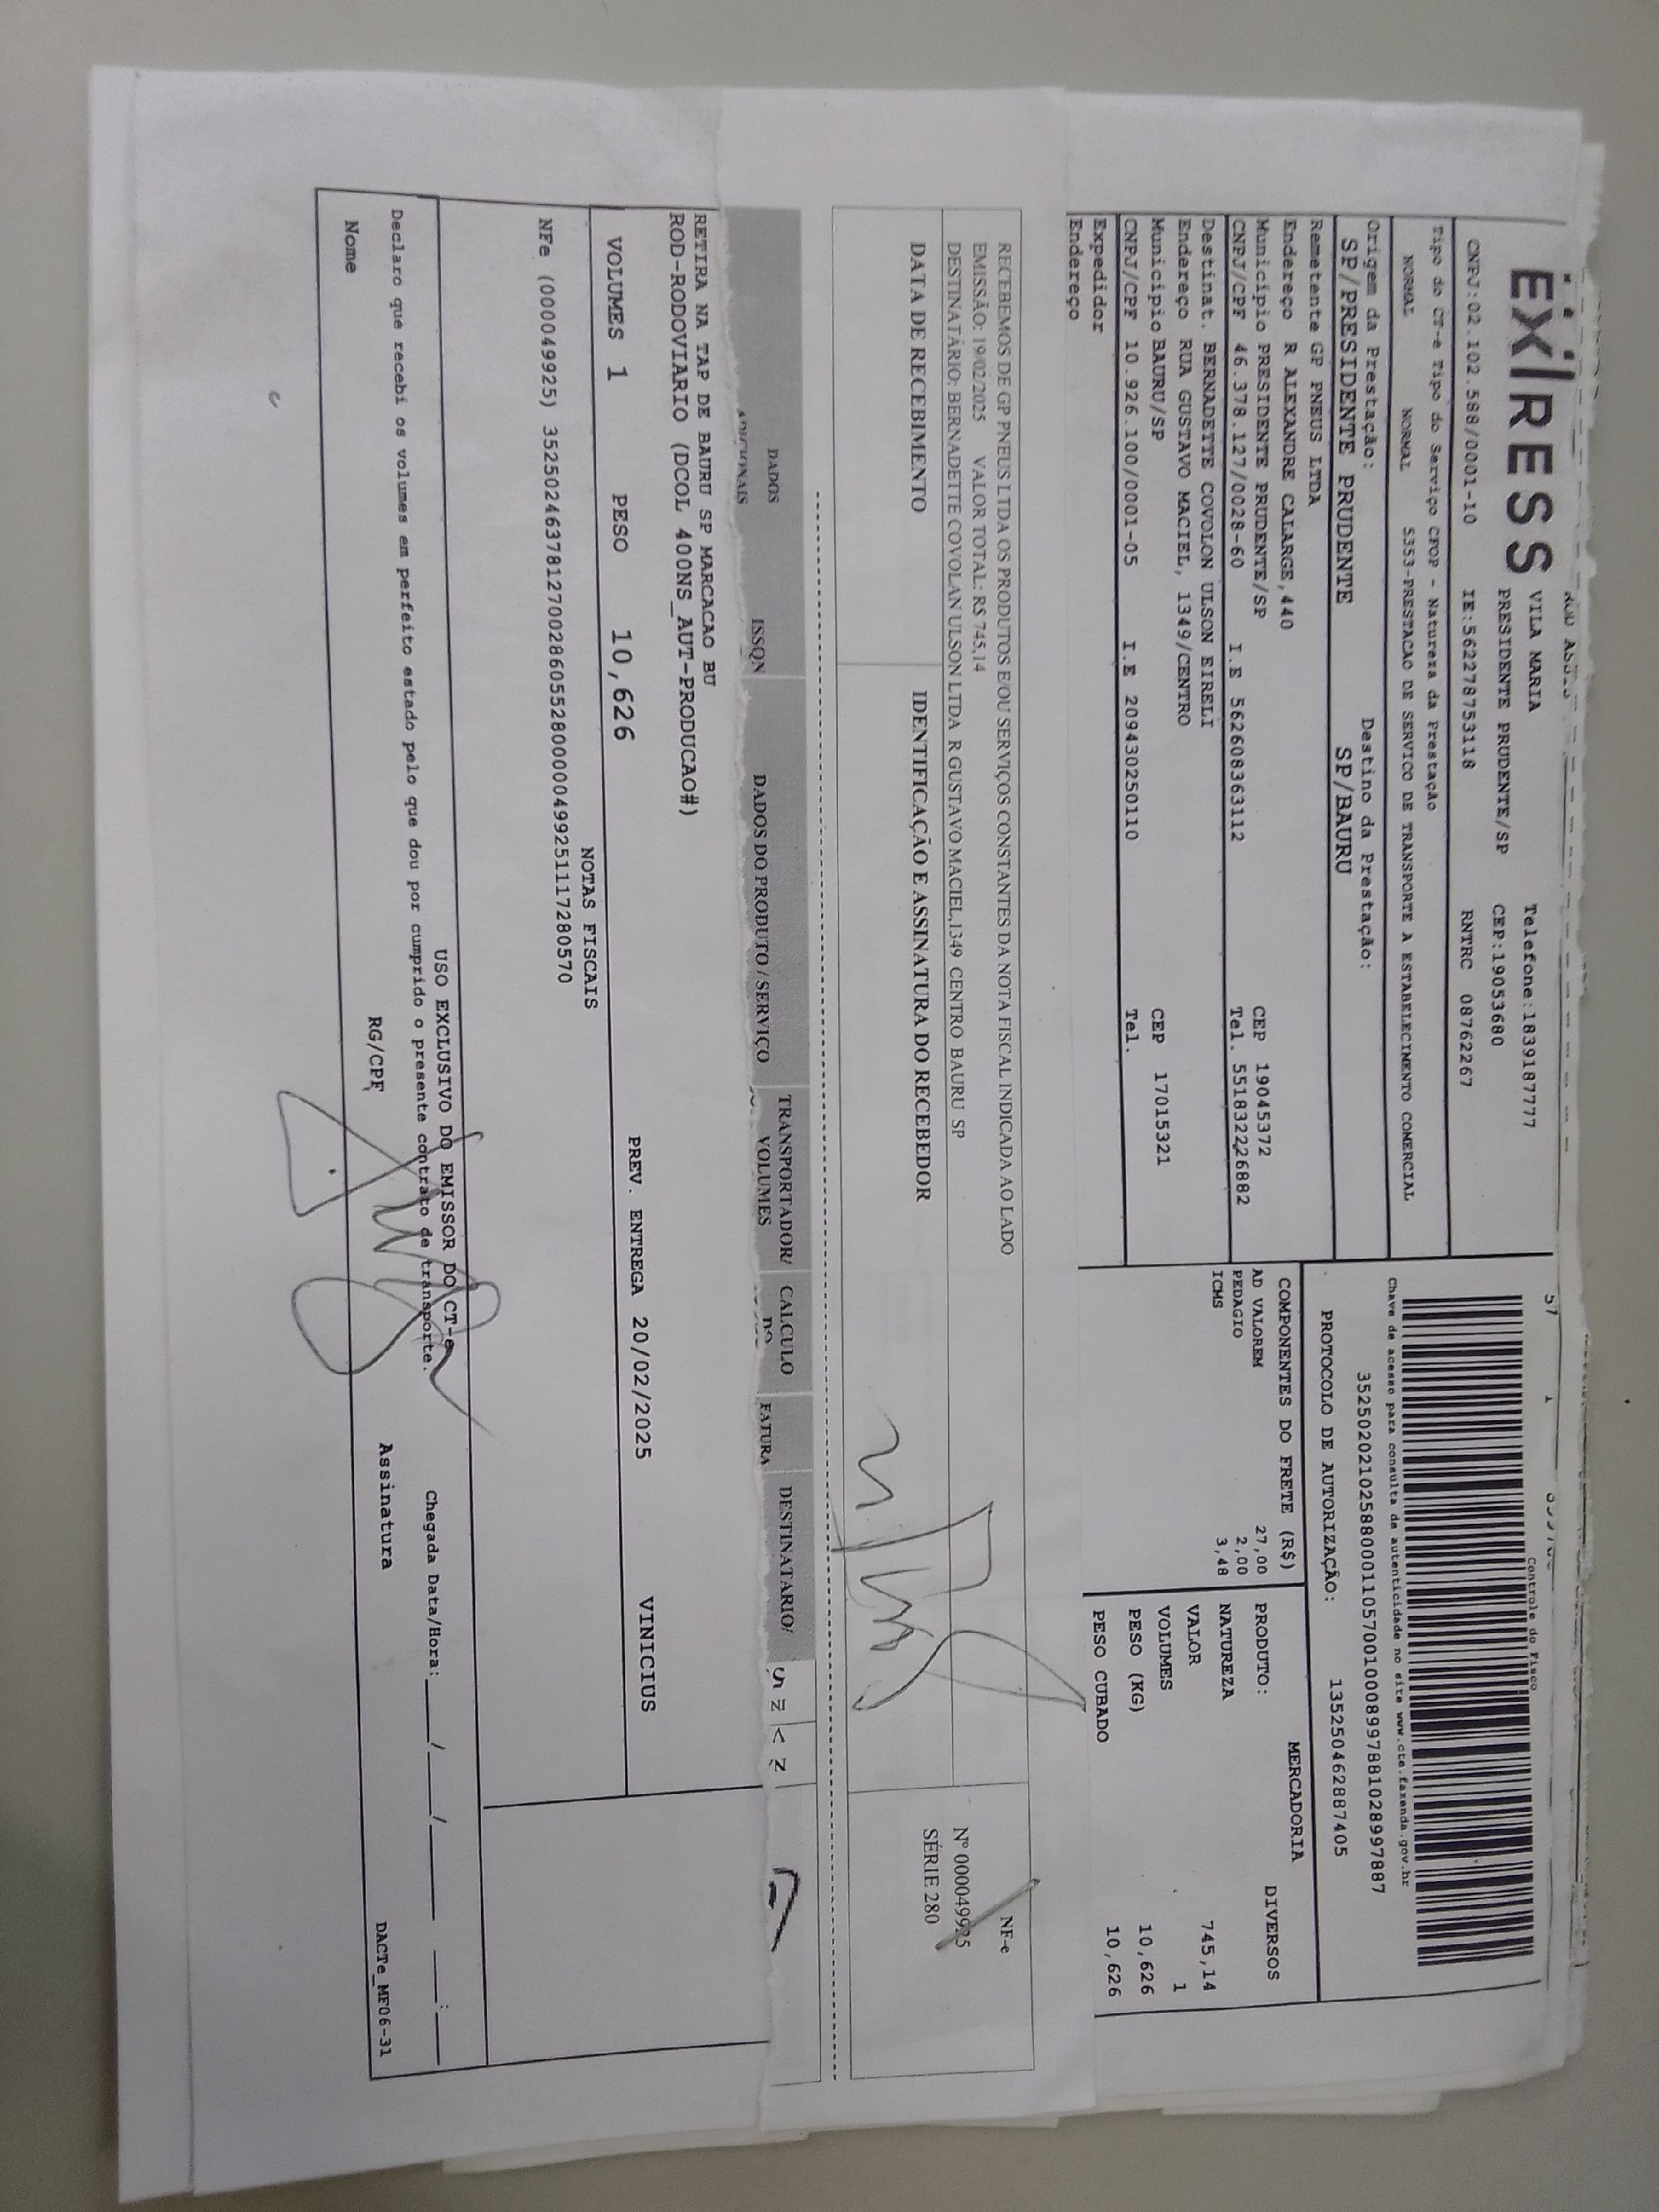 EXPRESS
VILA MARIA Telefone:1839187777
PRESIDENTE PRUDENTE/SP CEP:19053680
CNPJ:02.102.588/0001-10 IE:562278753118 RNTRC 08762267
Tipo do CT-e Tipo do Serviço CFOP - Natureza da Prestação
NORMAL NORMAL 5353-PRESTACAO DE SERVICO DE TRANSPORTE A ESTABELECIMENTO COMERCIAL
Origem da Prestação: Destino da Prestação:
SP/PRESIDENTE PRUDENTE SP/BAURU
Remetente GP PNEUS LTDA
Endereço R ALEXANDRE CALARGE,440
Município PRESIDENTE PRUDENTE/SP CEP 19045372
CNPJ/CPF 46.378.127/0028-60 I.E 562608363112 Tel. 551832226882
Destinat. BERNADETTE COVOLON ULSON EIRELI
Endereço RUA GUSTAVO MACIEL, 1349/CENTRO
Município BAURU/SP CEP 17015321
CNPJ/CPF 10.926.100/0001-05 I.E 209430250110 Tel.
Expedidor
Endereço
57 1
Controle do Fisco
Chave de acesso para consulta de autenticidade no site www.cte.fazenda.gov.br
35250202102588000110570010008997881028997887
PROTOCOLO DE AUTORIZAÇÃO: 135250462887405
COMPONENTES DO FRETE (R$)
AD VALOREM 27,00
PEDAGIO 2,00
ICMS 3,48
MERCADORIA
PRODUTO: DIVERSOS
NATUREZA
VALOR 745,14
VOLUMES 1
PESO (KG) 10,626
PESO CUBADO 10,626
RECEBEMOS DE GP PNEUS LTDA OS PRODUTOS E/OU SERVIÇOS CONSTANTES DA NOTA FISCAL INDICADA AO LADO
EMISSÃO: 19/02/2025 VALOR TOTAL: R$ 745,14
DESTINATÁRIO: BERNADETTE COVOLAN ULSON LTDA R GUSTAVO MACIEL,1349 CENTRO BAURU SP
DATA DE RECEBIMENTO IDENTIFICAÇÃO E ASSINATURA DO RECEBEDOR
NF-e
Nº 000049925
SÉRIE 280
DADOS
ADICIONAIS
ISSQN
DADOS DO PRODUTO / SERVIÇO
TRANSPORTADOR/
VOLUMES
CALCULO
DO
FATURA
DESTINATARIO/
RETIRA NA TAP DE BAURU SP MARCACAO BU
ROD-RODOVIARIO (DCOL 400NS_AUT-PRODUCAO#)
VINICIUS
VOLUMES 1 PESO 10,626 PREV. ENTREGA 20/02/2025
NOTAS FISCAIS
NFe (000049925) 35250246378127002860552800000499251117280570
USO EXCLUSIVO DO EMISSOR DO CT-e
Declaro que recebi os volumes em perfeito estado pelo que dou por cumprido o presente contrato de transporte.
Chegada Data/Hora: ___/___/____ __:__
Nome RG/CPF Assinatura
DACTe_MF06-31